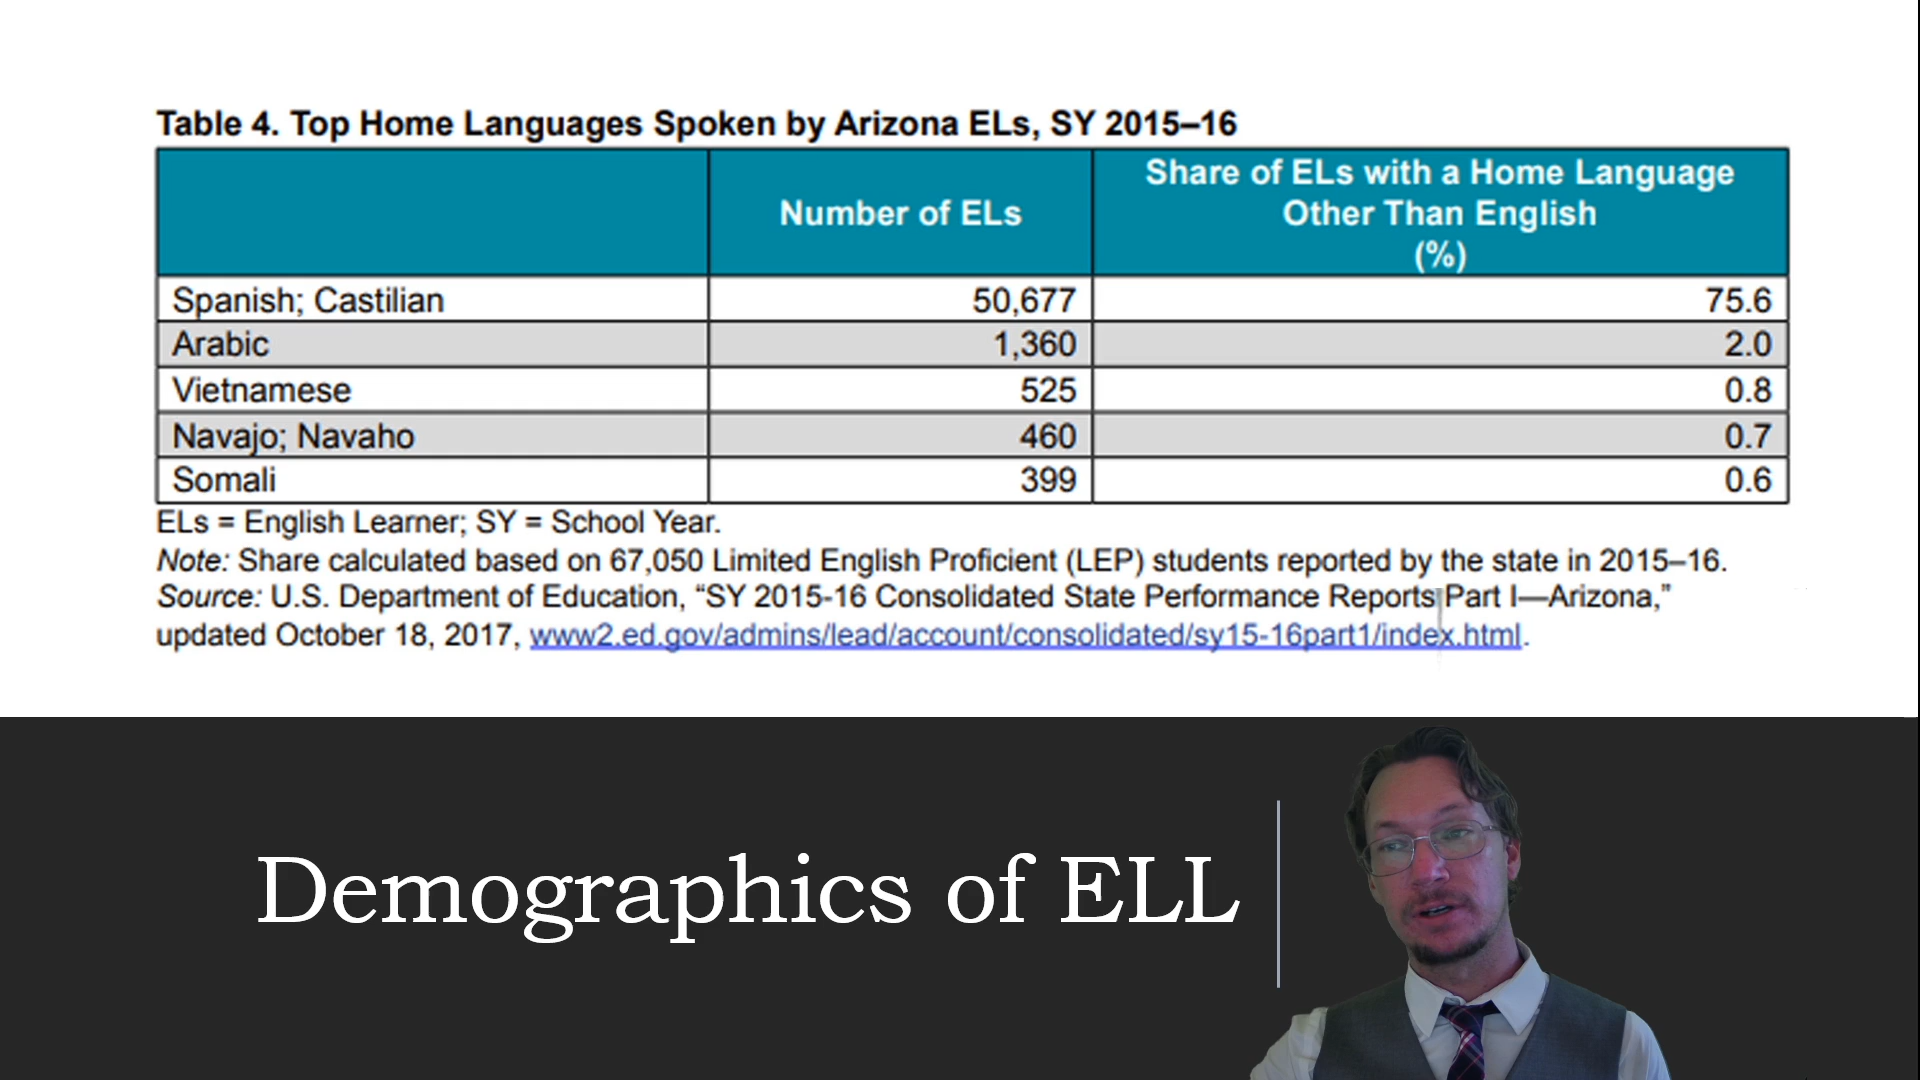 Table 4. Top Home Languages Spoken by Arizona ELs, SY 2015–16
Number of ELs
Share of ELs with a Home Language
Other Than English
(%)
Spanish; Castilian 50,677 75.6
Arabic 1,360 2.0
Vietnamese 525 0.8
Navajo; Navaho 460 0.7
Somali 399 0.6
ELs = English Learner; SY = School Year.
Note: Share calculated based on 67,050 Limited English Proficient (LEP) students reported by the state in 2015–16.
Source: U.S. Department of Education, “SY 2015-16 Consolidated State Performance Reports Part I—Arizona,”
updated October 18, 2017, www2.ed.gov/admins/lead/account/consolidated/sy15-16part1/index.html.
Demographics of ELL